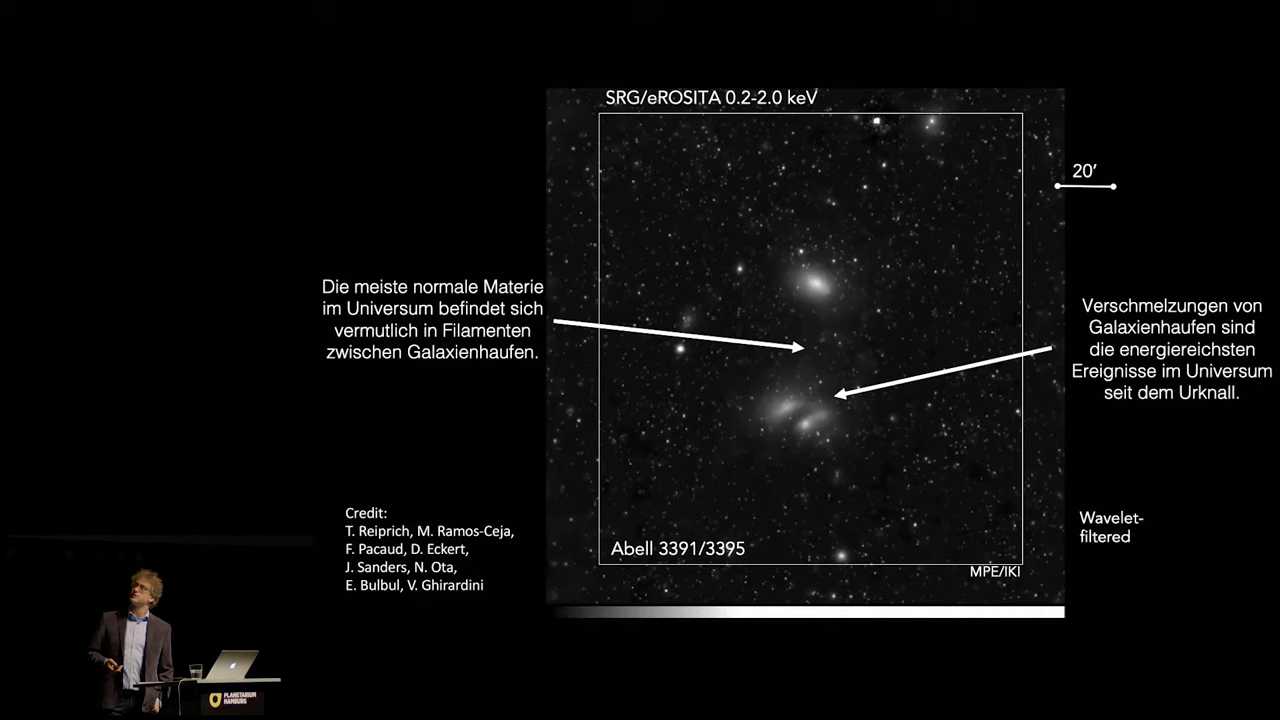 SRG/eROSITA 0.2-2.0 keV
20′
Die meiste normale Materie
im Universum befindet sich
vermutlich in Filamenten
zwischen Galaxienhaufen.
Verschmelzungen von
Galaxienhaufen sind
die energiereichsten
Ereignisse im Universum
seit dem Urknall.
Credit:
T. Reiprich, M. Ramos-Ceja,
F. Pacaud, D. Eckert,
J. Sanders, N. Ota,
E. Bulbul, V. Ghirardini
Wavelet-
filtered
Abell 3391/3395
MPE/IKI
PLANETARIUM
HAMBURG